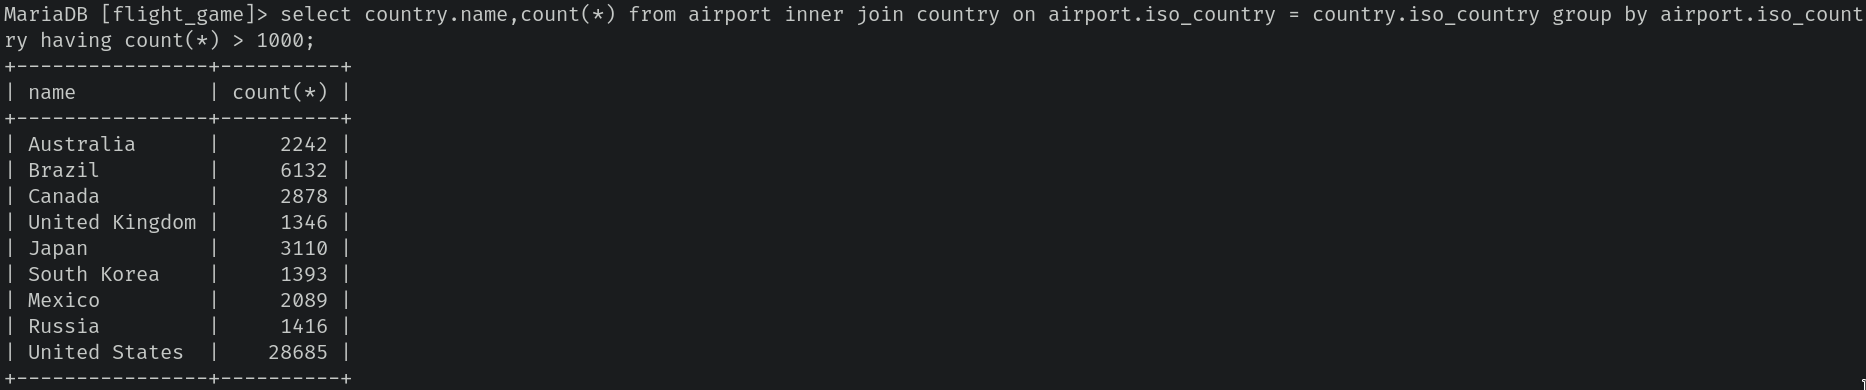 MariaDB [flight_game]> select country.name,count(*) from airport inner join country on airport.iso_country = country.iso_country group by airport.iso_count
ry having count(*) > 1000;
+----------------+----------+
| name           | count(*) |
+----------------+----------+
| Australia      |     2242 |
| Brazil         |     6132 |
| Canada         |     2878 |
| United Kingdom |     1346 |
| Japan          |     3110 |
| South Korea    |     1393 |
| Mexico         |     2089 |
| Russia         |     1416 |
| United States  |    28685 |
+----------------+----------+